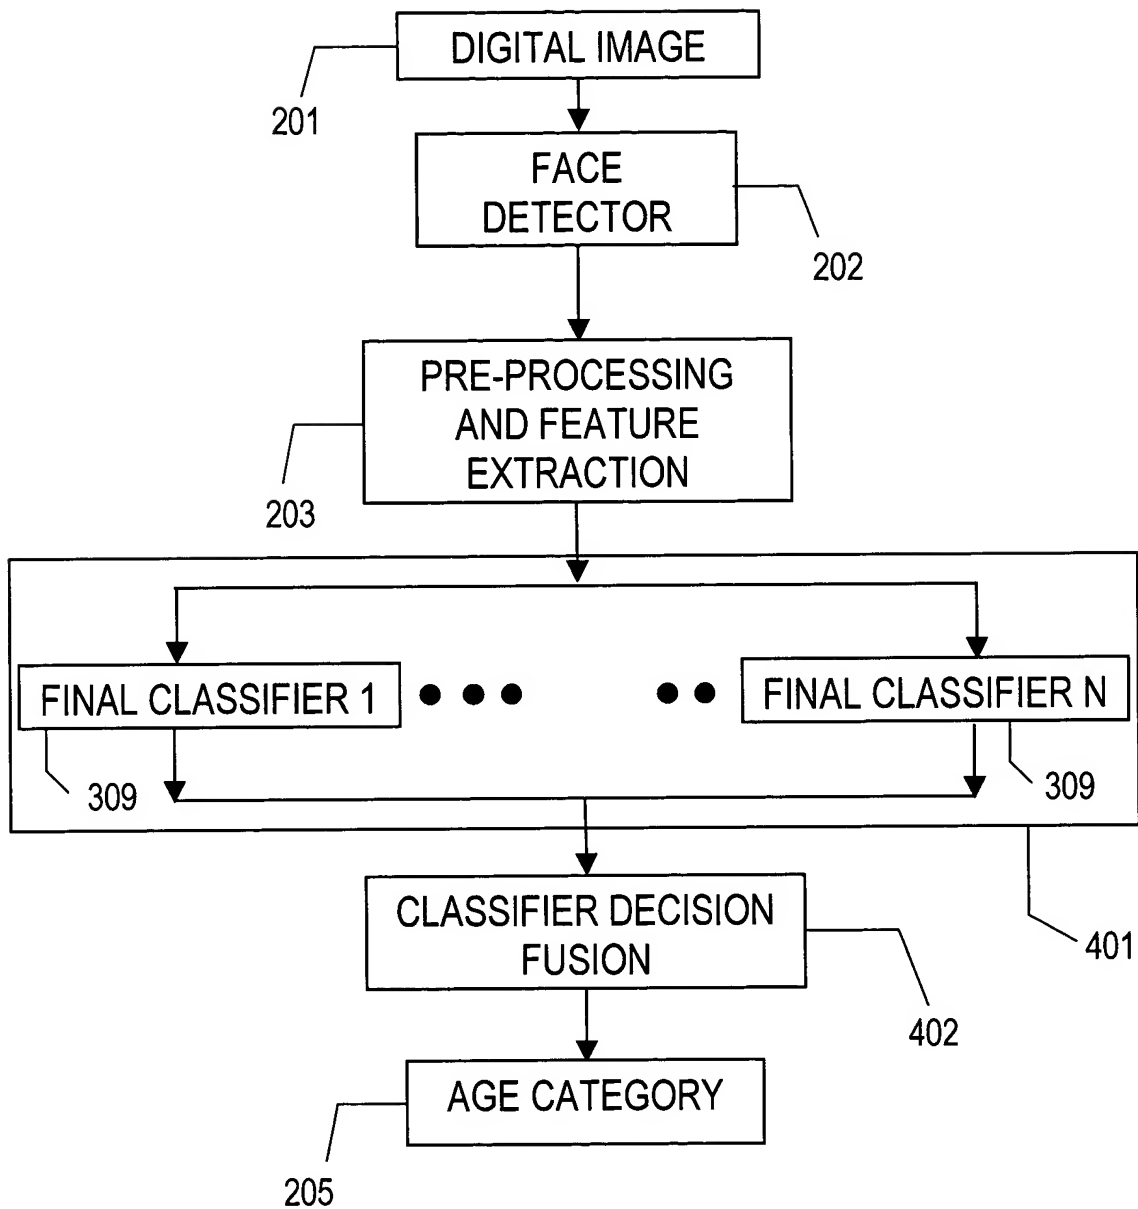 DIGITAL IMAGE
201
FACE
DETECTOR
202
PRE-PROCESSING
AND FEATURE
EXTRACTION
203
FINAL CLASSIFIER 1
FINAL CLASSIFIER N
309
309
CLASSIFIER DECISION
FUSION
401
402
AGE CATEGORY
205